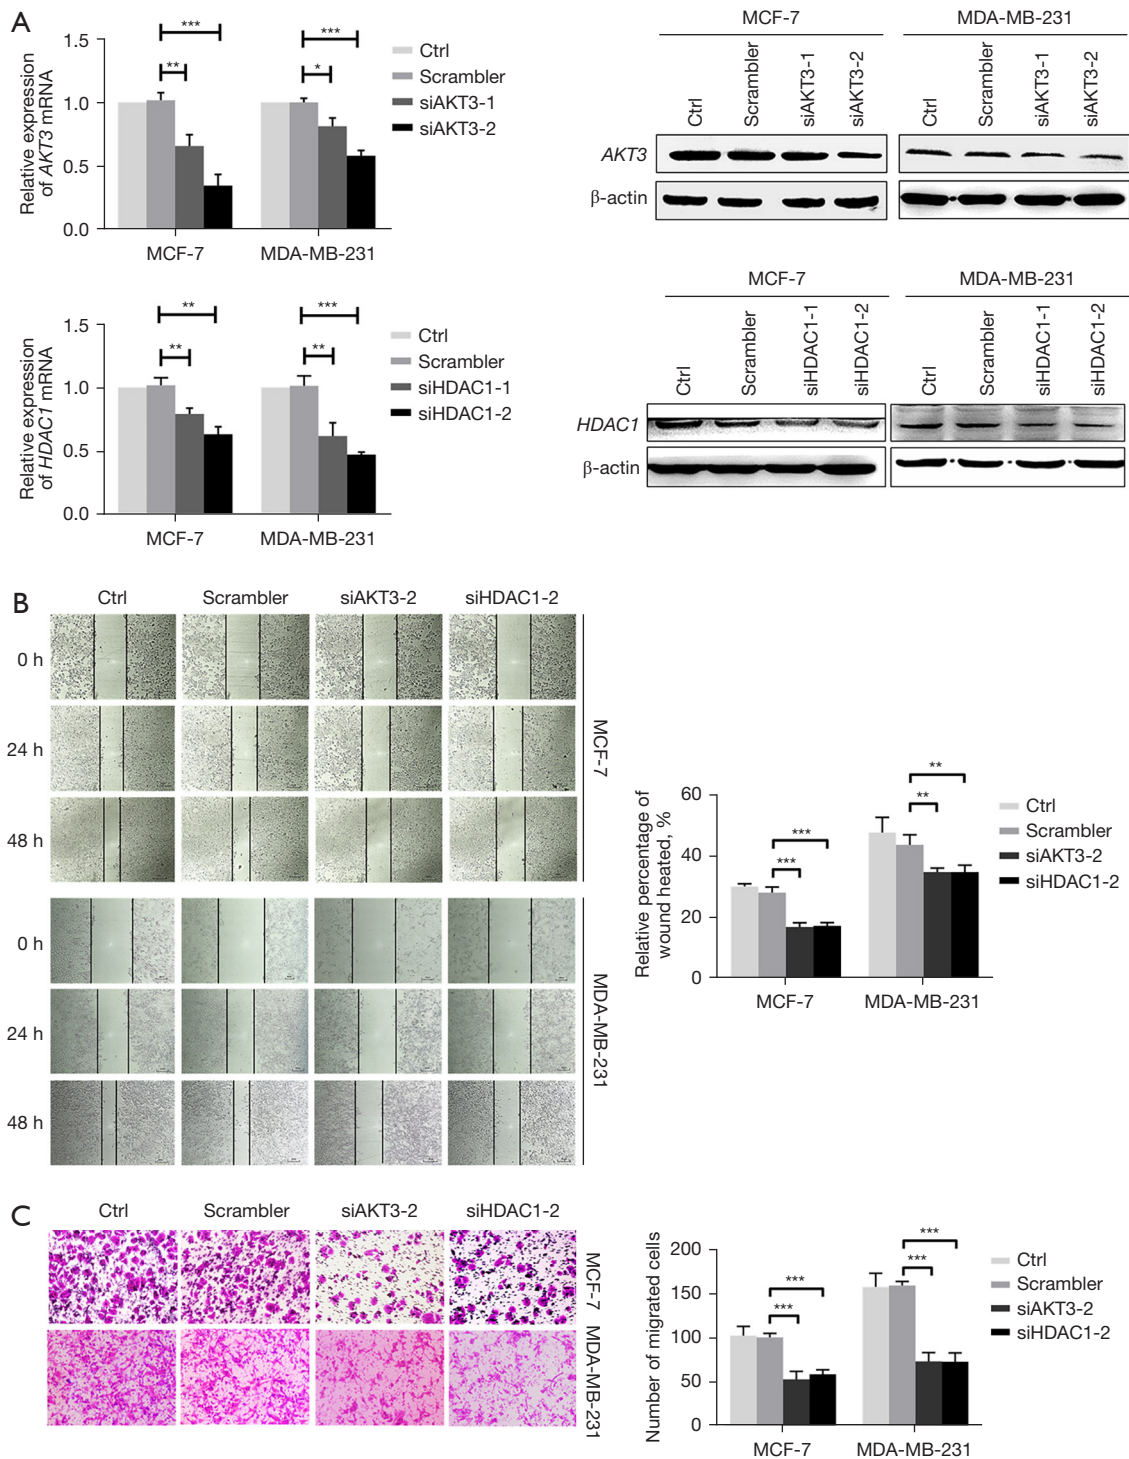 A
Relative expression
of AKT3 mRNA
1.5
1.0
0.5
0.0
***
**
***
*
MCF-7
MDA-MB-231
Ctrl
Scrambler
siAKT3-1
siAKT3-2
MCF-7
MDA-MB-231
Ctrl
Scrambler
siAKT3-1
siAKT3-2
Ctrl
Scrambler
siAKT3-1
siAKT3-2
AKT3
β-actin
Relative expression
of HDAC1 mRNA
1.5
1.0
0.5
0.0
**
**
***
**
MCF-7
MDA-MB-231
Ctrl
Scrambler
siHDAC1-1
siHDAC1-2
MCF-7
MDA-MB-231
Ctrl
Scrambler
siHDAC1-1
siHDAC1-2
Ctrl
Scrambler
siHDAC1-1
siHDAC1-2
HDAC1
β-actin
B
Ctrl
Scrambler
siAKT3-2
siHDAC1-2
0 h
24 h
48 h
MCF-7
0 h
24 h
48 h
MDA-MB-231
Relative percentage of
wound heated, %
60
40
20
0
***
***
**
**
MCF-7
MDA-MB-231
Ctrl
Scrambler
siAKT3-2
siHDAC1-2
C
Ctrl
Scrambler
siAKT3-2
siHDAC1-2
MCF-7
MDA-MB-231
Number of migrated cells
200
150
100
50
0
***
***
***
***
MCF-7
MDA-MB-231
Ctrl
Scrambler
siAKT3-2
siHDAC1-2